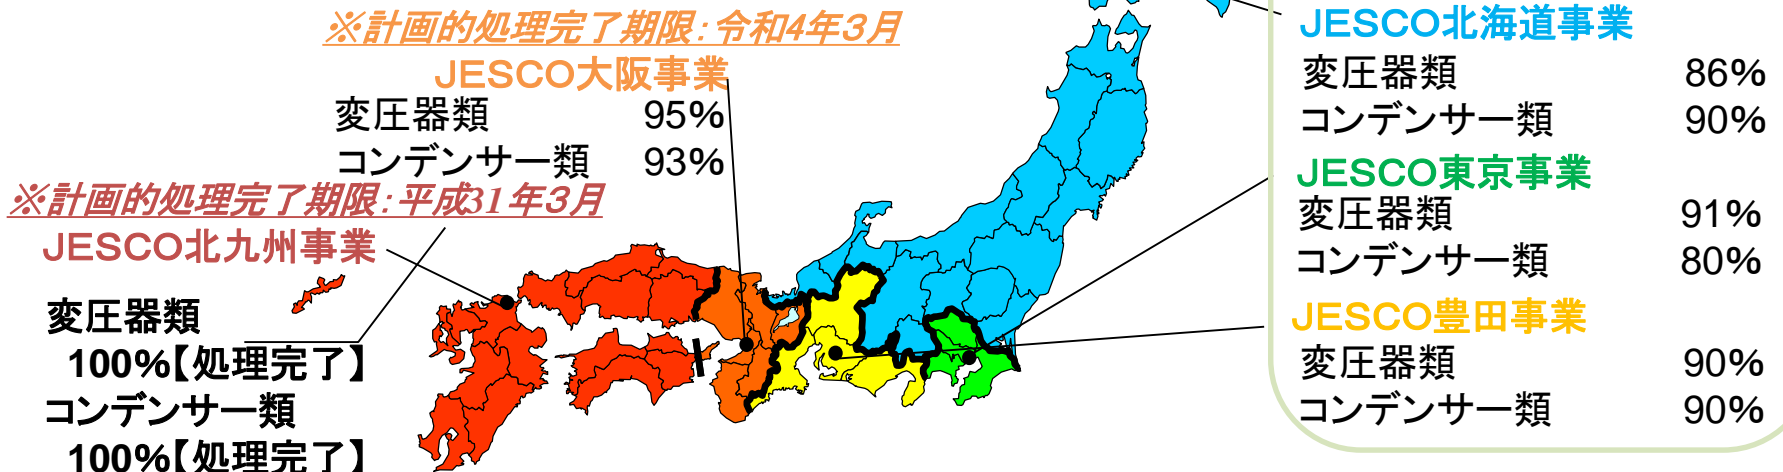 ※計画的処理完了期限：令和4年3月
JESCO大阪事業
変圧器類 95%
コンデンサー類 93%
※計画的処理完了期限：平成31年3月
JESCO北九州事業
変圧器類
100%【処理完了】
コンデンサー類
100%【処理完了】
JESCO北海道事業
変圧器類 86%
コンデンサー類 90%
JESCO東京事業
変圧器類 91%
コンデンサー類 80%
JESCO豊田事業
変圧器類 90%
コンデンサー類 90%